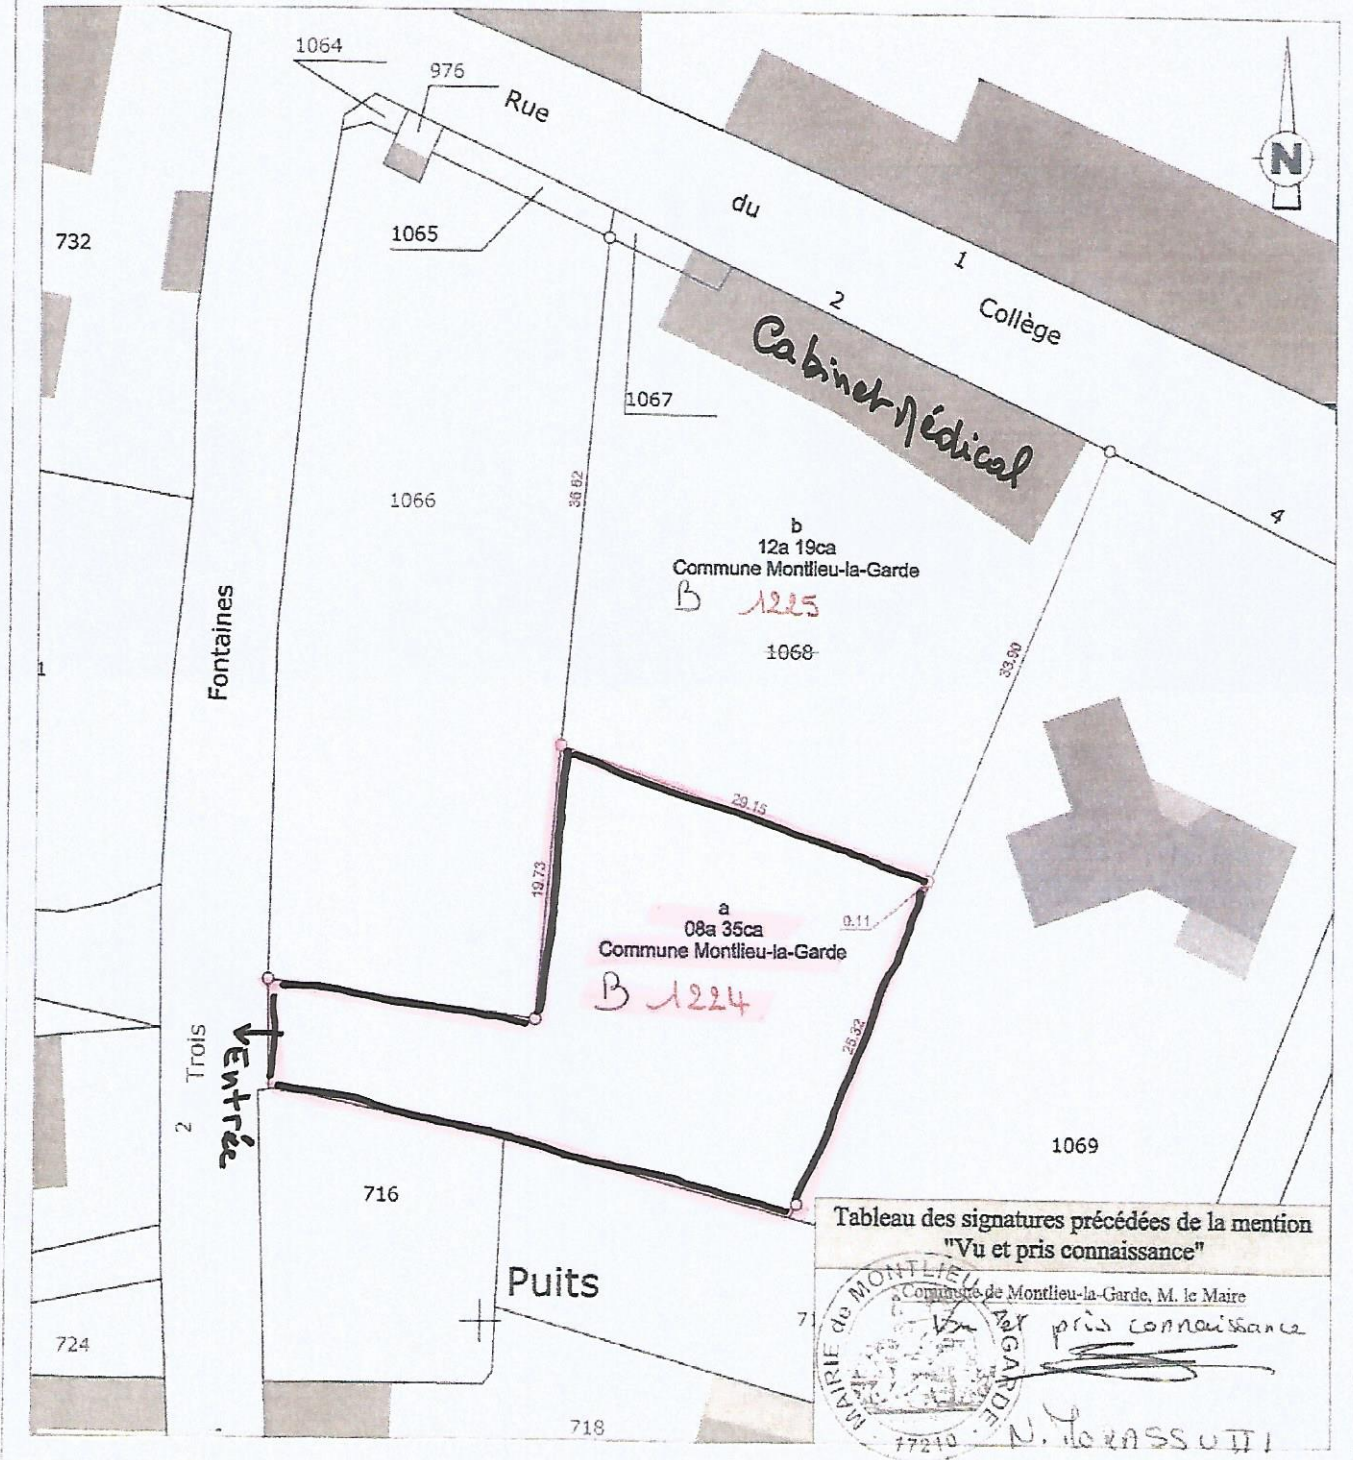 1064
976
Rue
N
732
1065
du
1
2
Collège
Cabinet Médical
1067
1066
36.62
4
b
12a 19ca
Commune Montlieu-la-Garde
B 1225
1068
Fontaines
1
33.90
29.15
19.73
a
08a 35ca
Commune Montlieu-la-Garde
0.11
B 1224
25.32
Trois
Entrée
2
1069
716
Puits
724
71
718
Tableau des signatures précédées de la mention
"Vu et pris connaissance"
Commune de Montlieu-la-Garde, M. le Maire
Vu et pris connaissance
MAIRIE de MONTLIEU LA GARDE
17210
N.